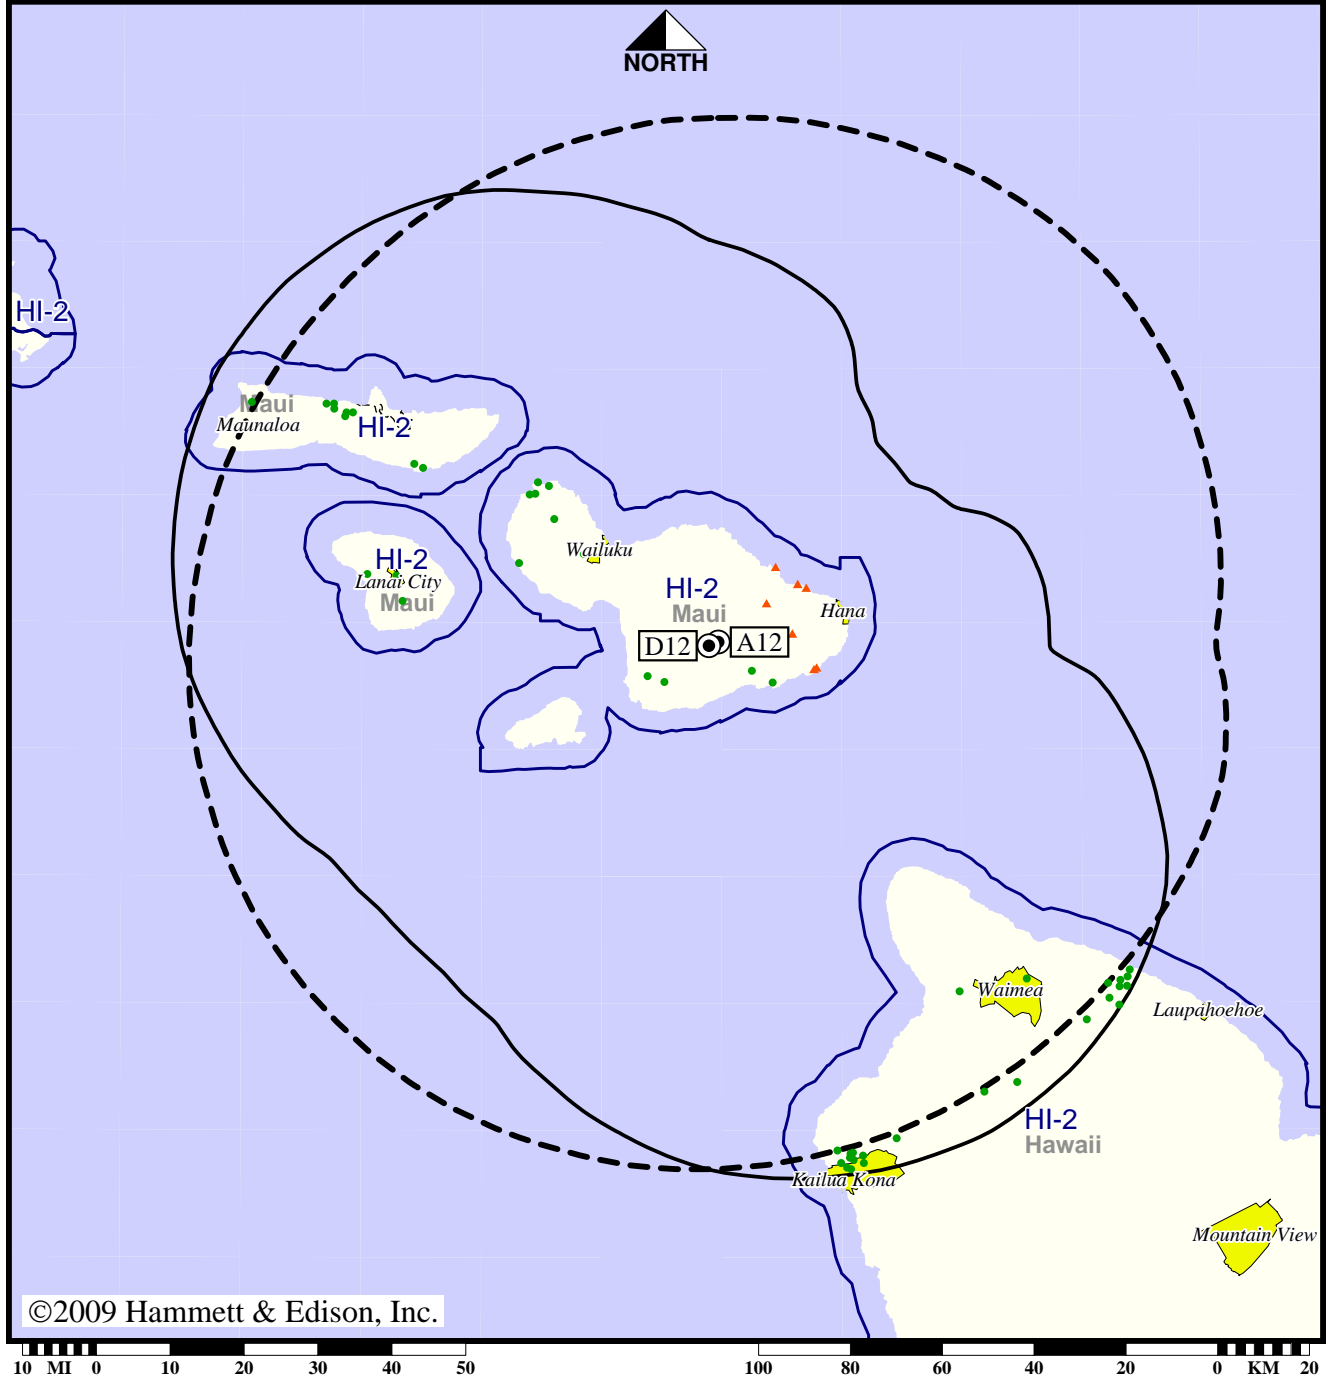 NORTH
HI-2
Maui
Maunaloa
HI-2
Wailuku
HI-2
Lanai City
Maui
HI-2
Maui
Hana
D12
A12
Waimea
Laupahoehoe
HI-2
Hawaii
Kailua Kona
Mountain View
©2009 Hammett & Edison, Inc.
10 MI 0 10 20 30 40 50 100 80 60 40 20 0 KM 20